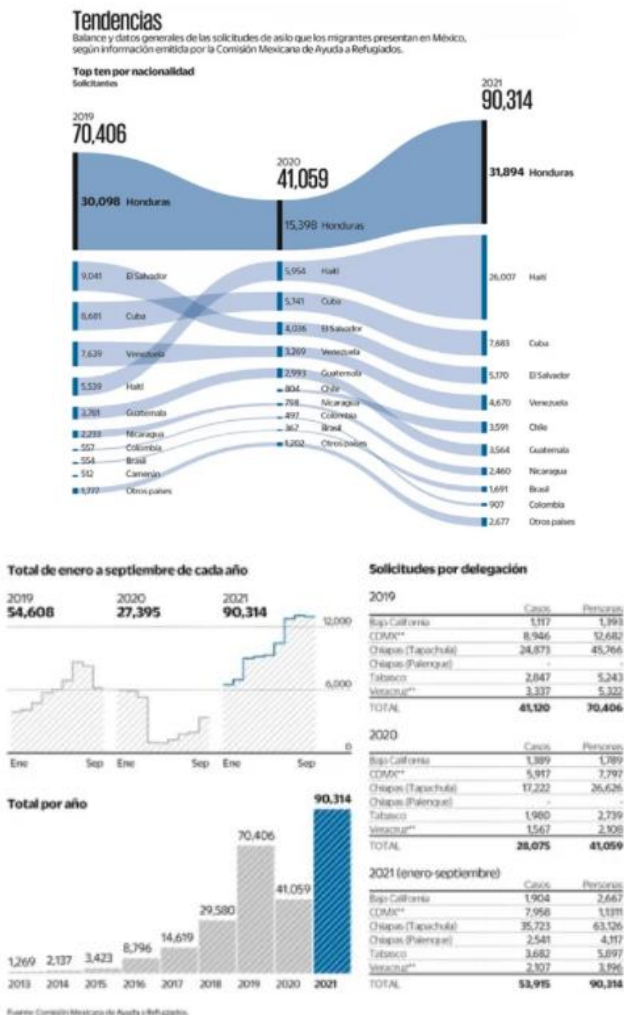 Tendencias
Balance y datos generales de las solicitudes de asilo que los migrantes presentan en México,
según información emitida por la Comisión Mexicana de Ayuda a Refugiados.
Top ten por nacionalidad
Solicitantes
2019
70,406
30,098 Honduras
9,041 El Salvador
8,681 Cuba
7,639 Venezuela
5,539 Haití
3,781 Guatemala
2,233 Nicaragua
557 Colombia
554 Brasil
512 Camerún
1,777 Otros países
2020
41,059
15,398 Honduras
5,954 Haití
5,741 Cuba
4,036 El Salvador
3,269 Venezuela
2,993 Guatemala
804 Chile
798 Nicaragua
497 Colombia
367 Brasil
1,202 Otros países
2021
90,314
31,894 Honduras
26,007 Haití
7,683 Cuba
5,170 El Salvador
4,670 Venezuela
3,591 Chile
3,564 Guatemala
2,460 Nicaragua
1,691 Brasil
907 Colombia
2,677 Otros países
Total de enero a septiembre de cada año
2019 2020 2021
54,608 27,395 90,314
12,000
6,000
0
Ene Sep Ene Sep Ene Sep
Total por año
1,269 2,137 3,423 8,796 14,619 29,580 70,406 41,059 90,314
2013 2014 2015 2016 2017 2018 2019 2020 2021
Solicitudes por delegación
2019
Casos Personas
Baja California 1,117 1,393
CDMX** 8,946 12,682
Chiapas (Tapachula) 24,873 45,766
Chiapas (Palenque) - -
Tabasco 2,847 5,243
Veracruz** 3,337 5,322
TOTAL 41,120 70,406
2020
Casos Personas
Baja California 1,389 1,789
CDMX** 5,917 7,797
Chiapas (Tapachula) 17,222 26,626
Chiapas (Palenque) - -
Tabasco 1,980 2,739
Veracruz** 1,567 2,108
TOTAL 28,075 41,059
2021 (enero-septiembre)
Casos Personas
Baja California 1,904 2,667
CDMX** 7,958 1,1311
Chiapas (Tapachula) 35,723 63,126
Chiapas (Palenque) 2,541 4,117
Tabasco 3,682 5,897
Veracruz** 2,107 3,196
TOTAL 53,915 90,314
Fuente: Comisión Mexicana de Ayuda a Refugiados.